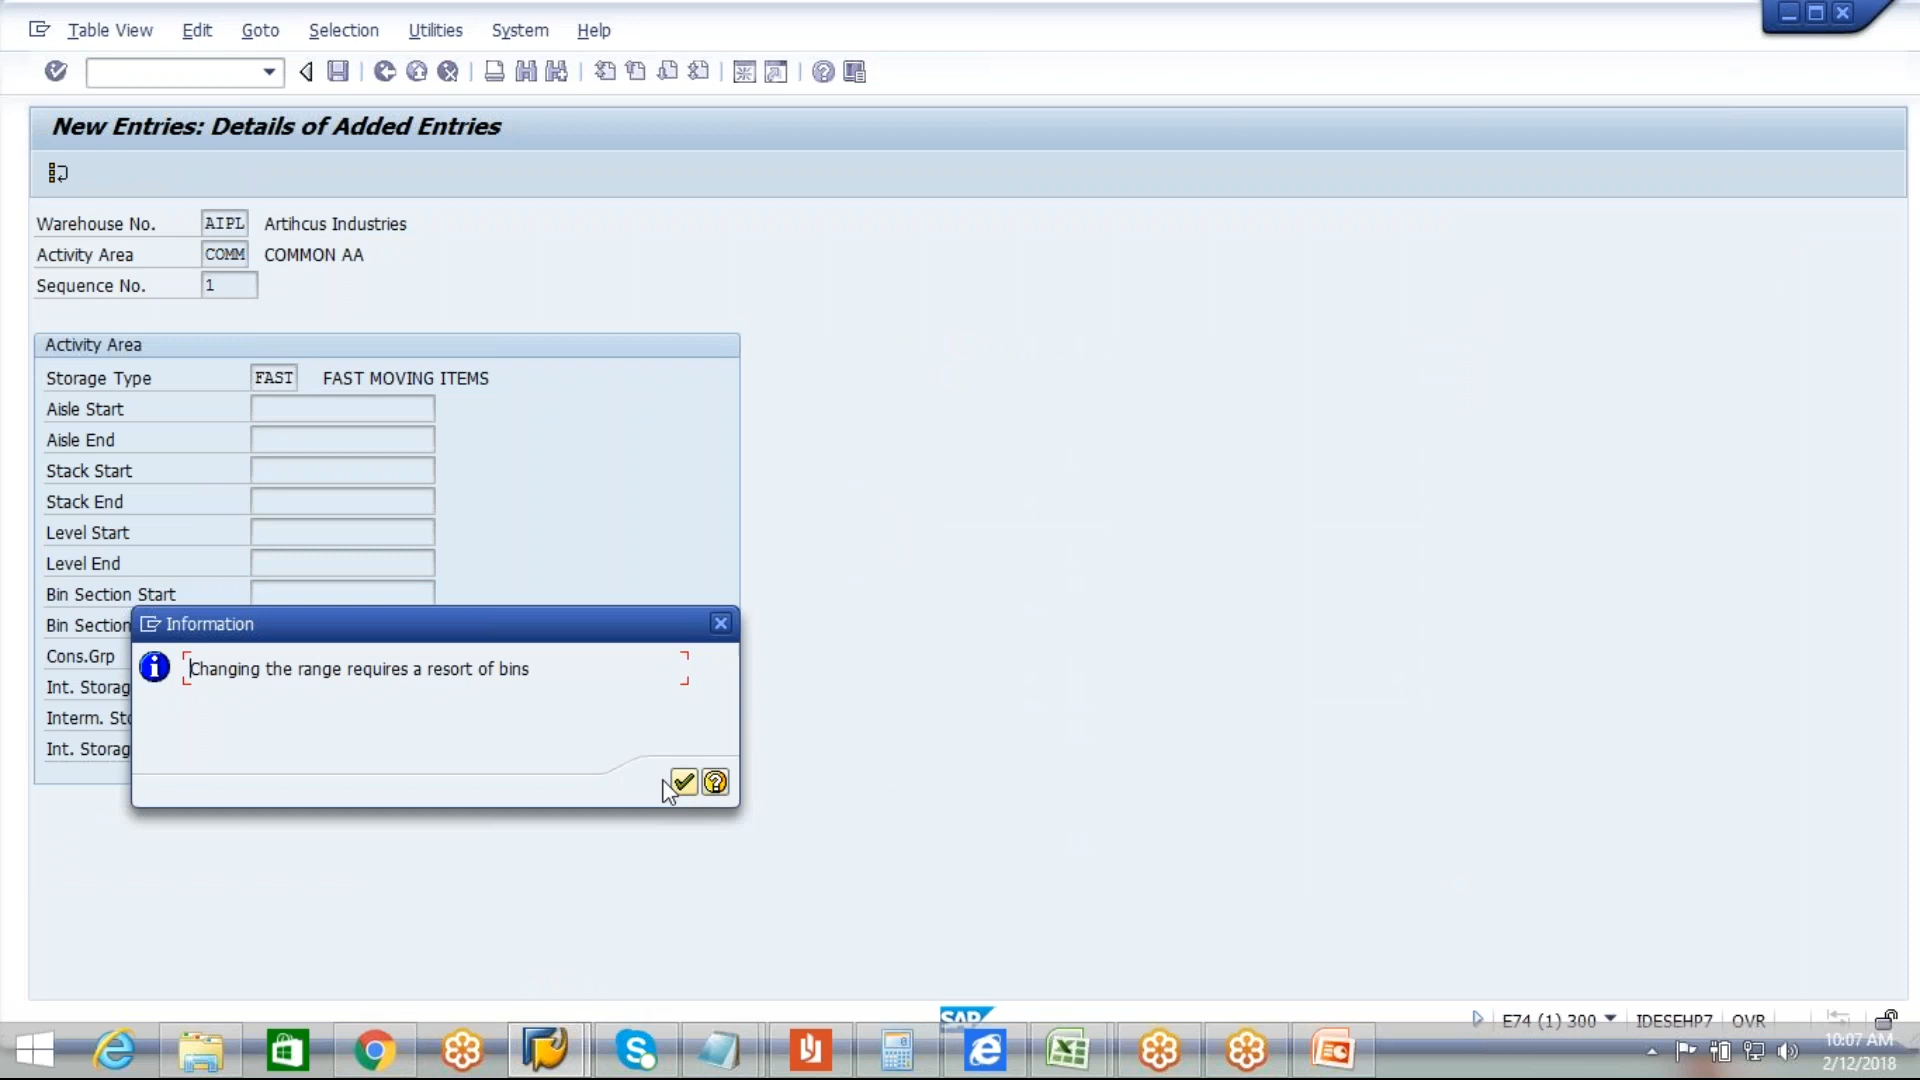 Table View Edit Goto Selection Utilities System Help
New Entries: Details of Added Entries
Warehouse No. AIPL Artihcus Industries
Activity Area COMM COMMON AA
Sequence No. 1
Activity Area
Storage Type FAST FAST MOVING ITEMS
Aisle Start
Aisle End
Stack Start
Stack End
Level Start
Level End
Bin Section Start
Bin Section
Cons.Grp
Int. Storag
Interm. Sto
Int. Storag
Information
Changing the range requires a resort of bins
SAP
E74 (1) 300 IDESEHP7 OVR
10:07 AM
2/12/2018